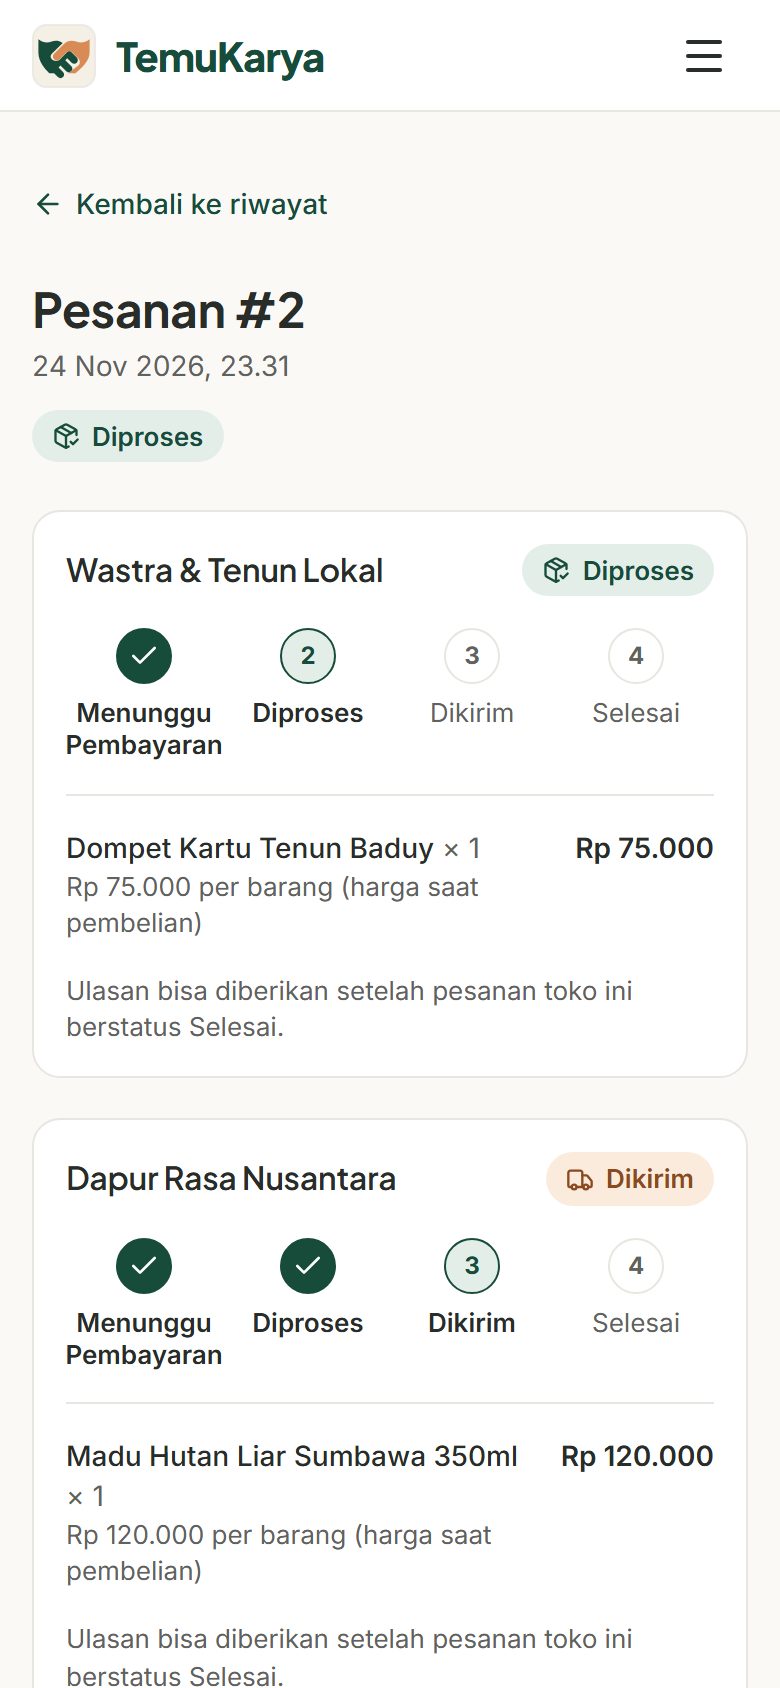 TemuKarya
Kembali ke riwayat
Pesanan #2
24 Nov 2026, 23.31
Diproses
Wastra & Tenun Lokal
Diproses
2
3
4
Menunggu
Pembayaran
Diproses
Dikirim
Selesai
Dompet Kartu Tenun Baduy × 1
Rp 75.000
Rp 75.000 per barang (harga saat
pembelian)
Ulasan bisa diberikan setelah pesanan toko ini
berstatus Selesai.
Dapur Rasa Nusantara
Dikirim
3
4
Menunggu
Pembayaran
Diproses
Dikirim
Selesai
Madu Hutan Liar Sumbawa 350ml
× 1
Rp 120.000
Rp 120.000 per barang (harga saat
pembelian)
Ulasan bisa diberikan setelah pesanan toko ini
berstatus Selesai.